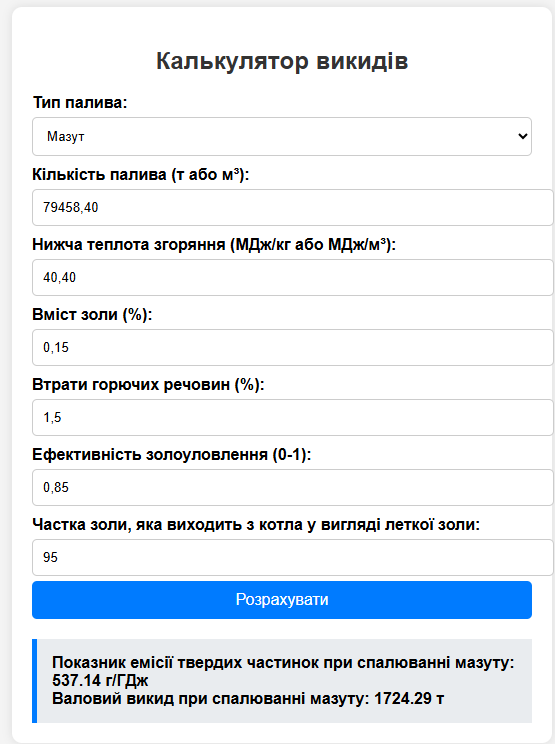 Калькулятор викидів
Тип палива:
Мазут
Кількість палива (т або м³):
79458,40
Нижча теплота згоряння (МДж/кг або МДж/м³):
40,40
Вміст золи (%):
0,15
Втрати горючих речовин (%):
1,5
Ефективність золоуловлення (0-1):
0,85
Частка золи, яка виходить з котла у вигляді леткої золи:
95
Розрахувати
Показник емісії твердих частинок при спалюванні мазуту:
537.14 г/ГДж
Валовий викид при спалюванні мазуту: 1724.29 т